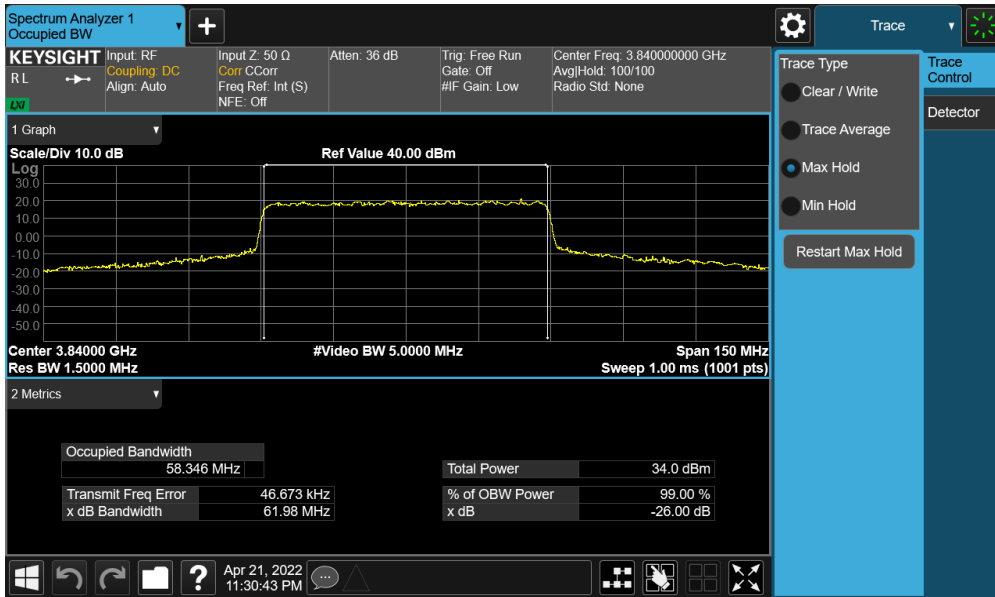 Spectrum Analyzer 1
Occupied BW
+
Trace
KEYSIGHT
R L
LXI
Input: RF
Coupling: DC
Align: Auto
Input Z: 50 Ω
Corr CCorr
Freq Ref: Int (S)
NFE: Off
Atten: 36 dB
Trig: Free Run
Gate: Off
#IF Gain: Low
Center Freq: 3.840000000 GHz
Avg|Hold: 100/100
Radio Std: None
Trace Type
Clear / Write
Trace Average
Max Hold
Min Hold
Restart Max Hold
Trace
Control
Detector
1 Graph
Scale/Div 10.0 dB
Ref Value 40.00 dBm
Log
30.0
20.0
10.0
0.00
-10.0
-20.0
-30.0
-40.0
-50.0
Center 3.84000 GHz
#Video BW 5.0000 MHz
Span 150 MHz
Res BW 1.5000 MHz
Sweep 1.00 ms (1001 pts)
2 Metrics
Occupied Bandwidth
58.346 MHz
Total Power 34.0 dBm
Transmit Freq Error 46.673 kHz
% of OBW Power 99.00 %
x dB Bandwidth 61.98 MHz
x dB -26.00 dB
?
Apr 21, 2022
11:30:43 PM